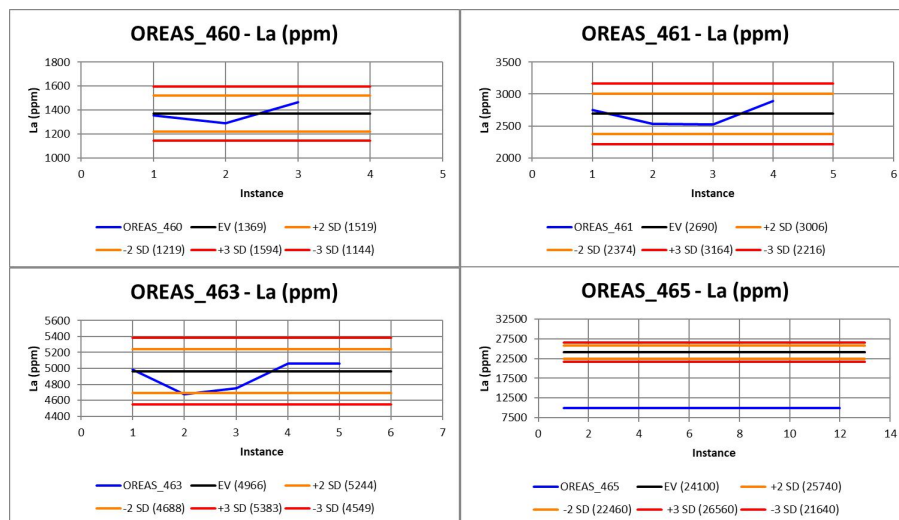 OREAS_460 - La (ppm)
La (ppm)
1800
1600
1400
1200
1000
0 1 2 3 4 5
Instance
OREAS_460 EV (1369) +2 SD (1519)
-2 SD (1219) +3 SD (1594) -3 SD (1144)
OREAS_461 - La (ppm)
La (ppm)
3500
3000
2500
2000
0 1 2 3 4 5 6
Instance
OREAS_461 EV (2690) +2 SD (3006)
-2 SD (2374) +3 SD (3164) -3 SD (2216)
OREAS_463 - La (ppm)
La (ppm)
5600
5400
5200
5000
4800
4600
4400
0 1 2 3 4 5 6 7
Instance
OREAS_463 EV (4966) +2 SD (5244)
-2 SD (4688) +3 SD (5383) -3 SD (4549)
OREAS_465 - La (ppm)
La (ppm)
32500
27500
22500
17500
12500
7500
0 2 4 6 8 10 12 14
Instance
OREAS_465 EV (24100) +2 SD (25740)
-2 SD (22460) +3 SD (26560) -3 SD (21640)